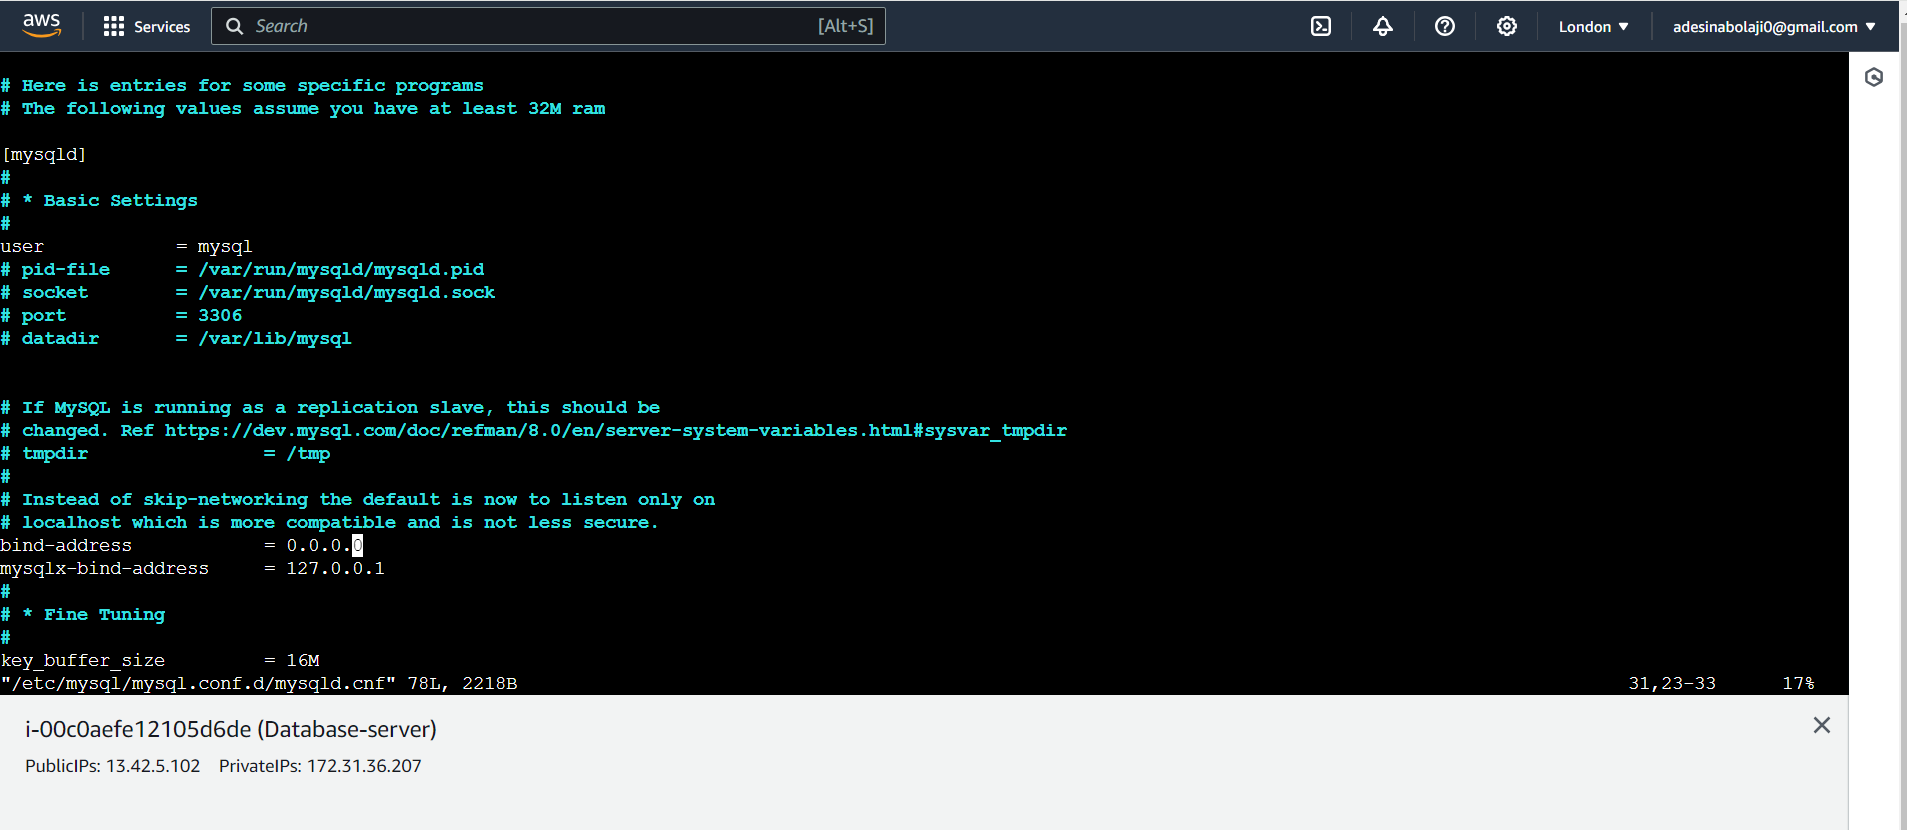 aws
Services
Search [Alt+S]
London
adesinabolaji0@gmail.com
# Here is entries for some specific programs
# The following values assume you have at least 32M ram
[mysqld]
#
# * Basic Settings
#
user = mysql
# pid-file = /var/run/mysqld/mysqld.pid
# socket = /var/run/mysqld/mysqld.sock
# port = 3306
# datadir = /var/lib/mysql
# If MySQL is running as a replication slave, this should be
# changed. Ref https://dev.mysql.com/doc/refman/8.0/en/server-system-variables.html#sysvar_tmpdir
# tmpdir = /tmp
#
# Instead of skip-networking the default is now to listen only on
# localhost which is more compatible and is not less secure.
bind-address = 0.0.0.0
mysqlx-bind-address = 127.0.0.1
#
# * Fine Tuning
#
key_buffer_size = 16M
"/etc/mysql/mysql.conf.d/mysqld.cnf" 78L, 2218B 31,23-33 17%
i-00c0aefe12105d6de (Database-server)
PublicIPs: 13.42.5.102 PrivateIPs: 172.31.36.207